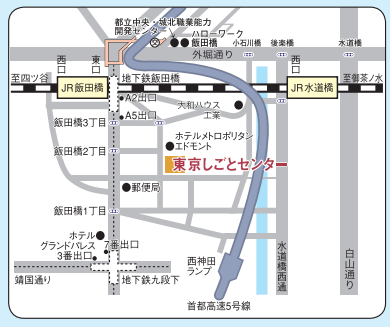 都立中央・城北職業能力
開発センター
ハローワーク
飯田橋
小石川橋
後楽橋
水道橋
外堀通り
西口
東口
西口
至四ツ谷
地下鉄飯田橋
至御茶ノ水
JR飯田橋
JR水道橋
A2出口
大和ハウス
工業
A5出口
飯田橋3丁目
ホテルメトロポリタン
エドモント
飯田橋2丁目
東京しごとセンター
郵便局
飯田橋1丁目
ホテル
グランドパレス
7番出口
3番出口
西神田
ランプ
水道橋西通
白山通り
靖国通り
地下鉄九段下
首都高速5号線